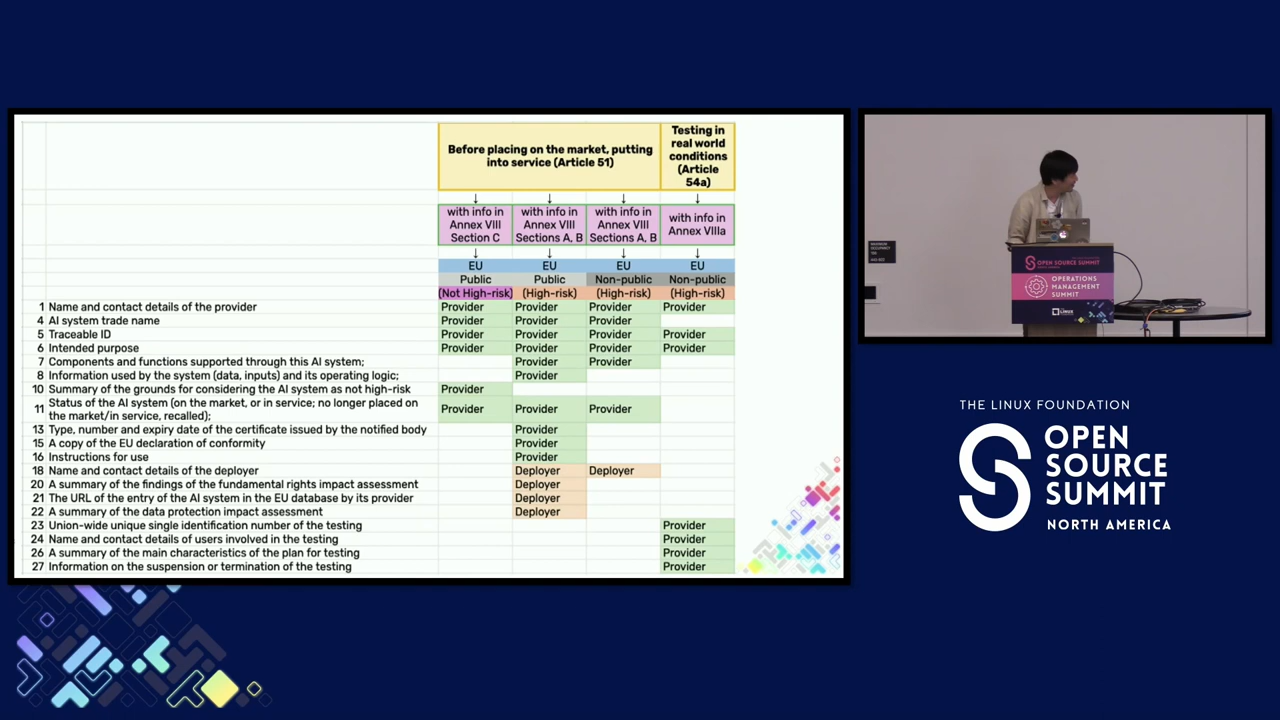 Before placing on the market, putting
into service (Article 51)
Testing in
real world
conditions
(Article
54a)
↓ ↓ ↓ ↓
with info in
Annex VIII
Section C
with info in
Annex VIII
Sections A, B
with info in
Annex VIII
Sections A, B
with info in
Annex VIIIa
↓ ↓ ↓ ↓
EU EU EU EU
Public Public Non-public Non-public
(Not High-risk) (High-risk) (High-risk) (High-risk)
1 Name and contact details of the provider Provider Provider Provider Provider
4 AI system trade name Provider Provider Provider
5 Traceable ID Provider Provider Provider Provider
6 Intended purpose Provider Provider Provider Provider
7 Components and functions supported through this AI system; Provider Provider
8 Information used by the system (data, inputs) and its operating logic; Provider
10 Summary of the grounds for considering the AI system as not high-risk Provider
11 Status of the AI system (on the market, or in service; no longer placed on
the market/in service, recalled); Provider Provider Provider
13 Type, number and expiry date of the certificate issued by the notified body Provider
15 A copy of the EU declaration of conformity Provider
16 Instructions for use Provider
18 Name and contact details of the deployer Deployer Deployer
20 A summary of the findings of the fundamental rights impact assessment Deployer
21 The URL of the entry of the AI system in the EU database by its provider Deployer
22 A summary of the data protection impact assessment Deployer
23 Union-wide unique single identification number of the testing Provider
24 Name and contact details of users involved in the testing Provider
26 A summary of the main characteristics of the plan for testing Provider
27 Information on the suspension or termination of the testing Provider
OPEN SOURCE SUMMIT
OPERATIONS
MANAGEMENT
SUMMIT
LINUX
THE LINUX FOUNDATION
OPEN
SOURCE
SUMMIT
NORTH AMERICA